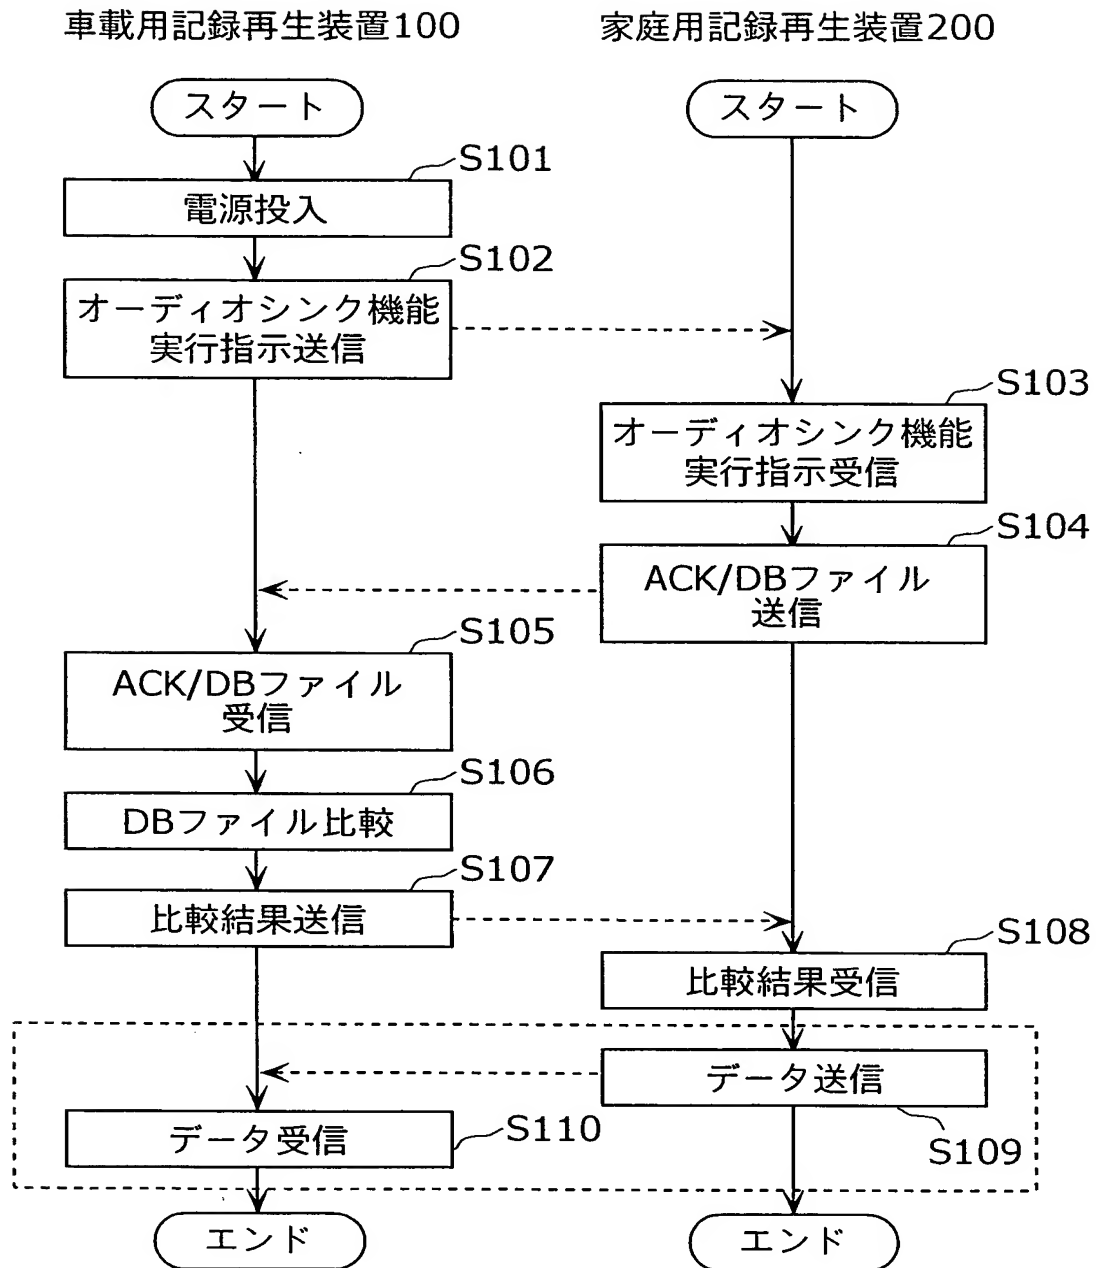 車載用記録再生装置100
家庭用記録再生装置200
スタート
スタート
S101
電源投入
S102
オーディオシンク機能
実行指示送信
S103
オーディオシンク機能
実行指示受信
S104
ACK/DBファイル
送信
S105
ACK/DBファイル
受信
S106
DBファイル比較
S107
比較結果送信
S108
比較結果受信
データ送信
S109
データ受信
S110
エンド
エンド